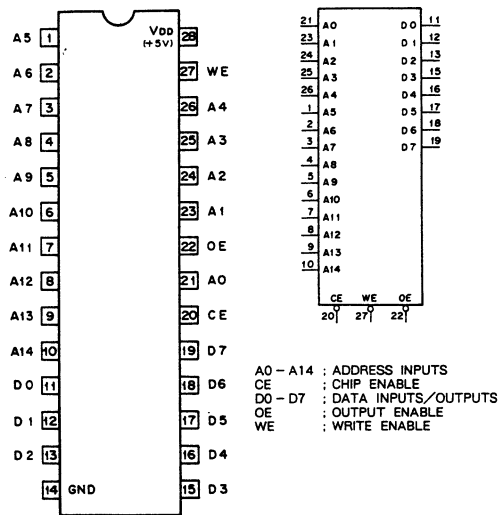 A5 1 VDD (+5V) 28
A6 2 27 WE
A7 3 26 A4
A8 4 25 A3
A9 5 24 A2
A10 6 23 A1
A11 7 22 OE
A12 8 21 A0
A13 9 20 CE
A14 10 19 D7
D0 11 18 D6
D1 12 17 D5
D2 13 16 D4
14 GND 15 D3
21 A0 D0 11
23 A1 D1 12
24 A2 D2 13
25 A3 D3 15
26 A4 D4 16
1 A5 D5 17
2 A6 D6 18
3 A7 D7 19
4 A8
5 A9
6 A10
7 A11
8 A12
9 A13
10 A14
CE WE OE
20 27 22
A0 - A14 : ADDRESS INPUTS
CE : CHIP ENABLE
D0 - D7 : DATA INPUTS/OUTPUTS
OE : OUTPUT ENABLE
WE : WRITE ENABLE